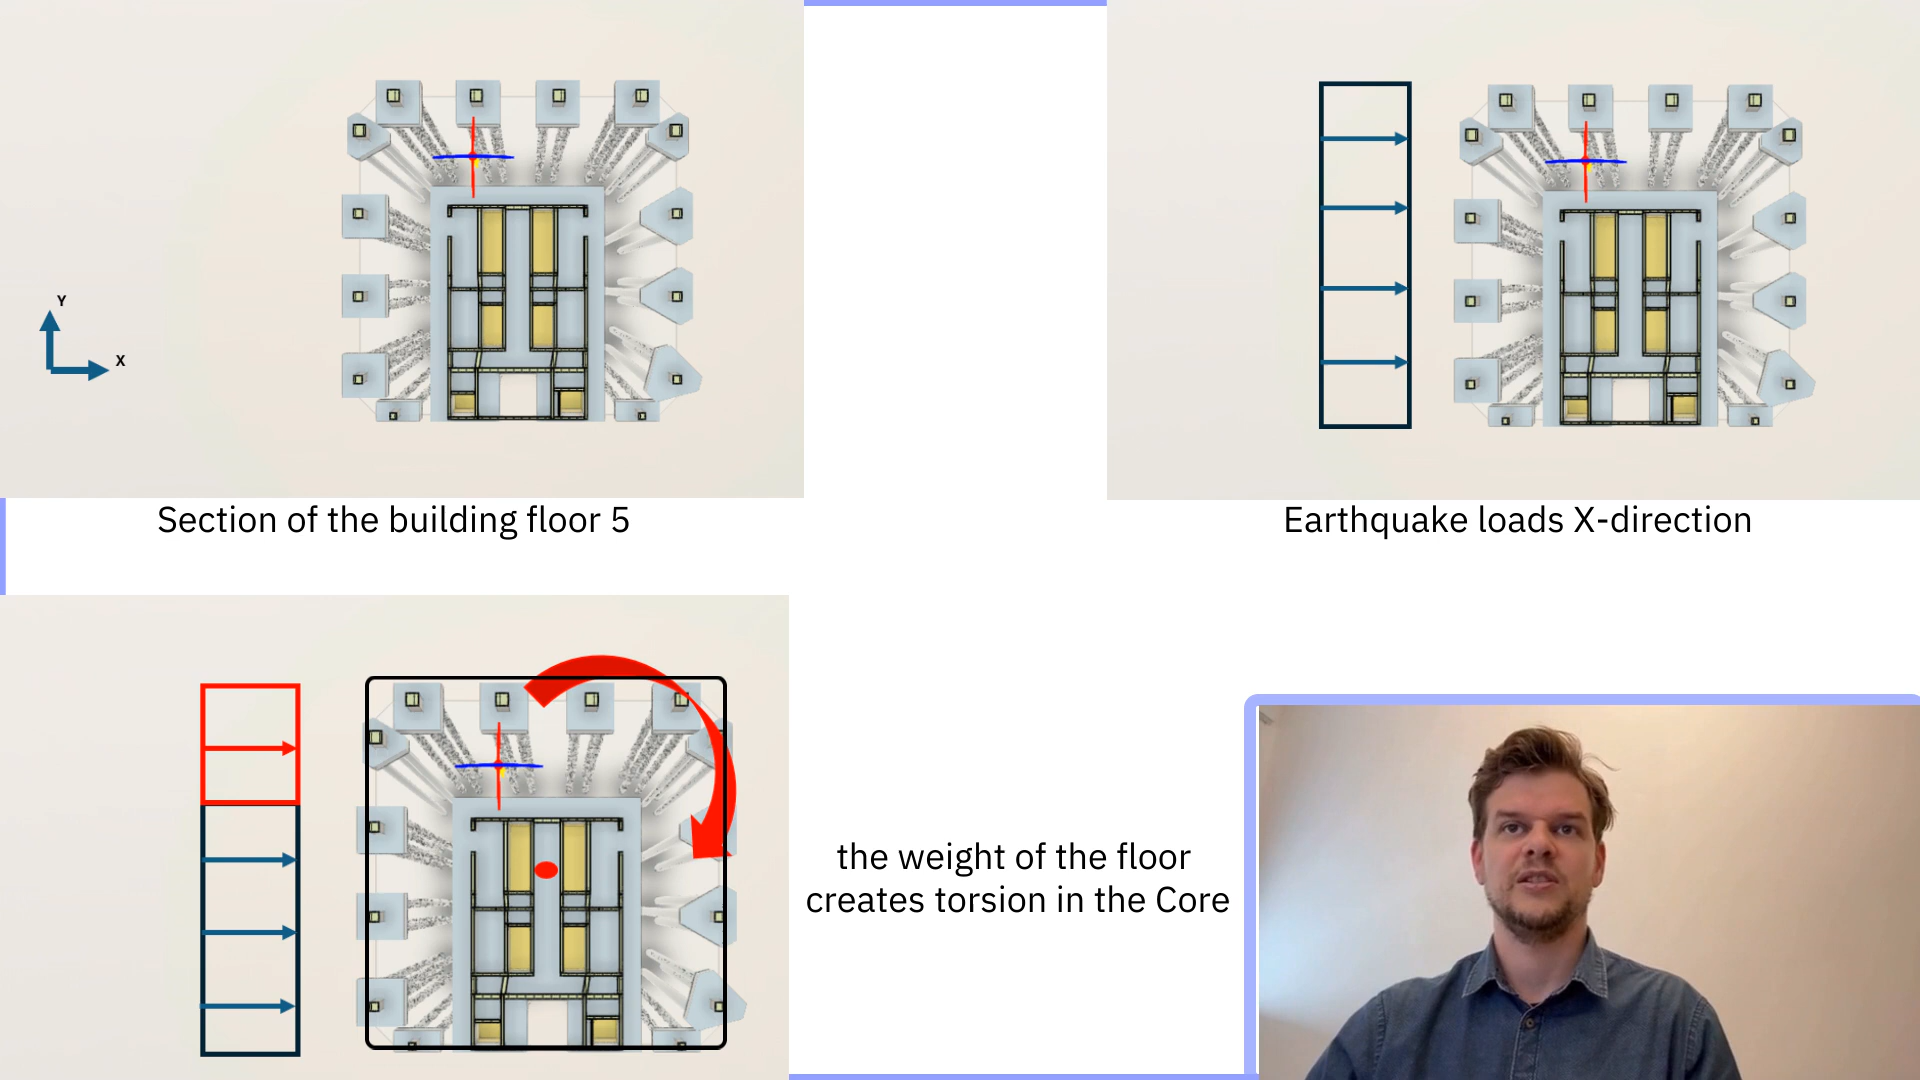 Y
X
Section of the building floor 5
Earthquake loads X-direction
the weight of the floor
creates torsion in the Core